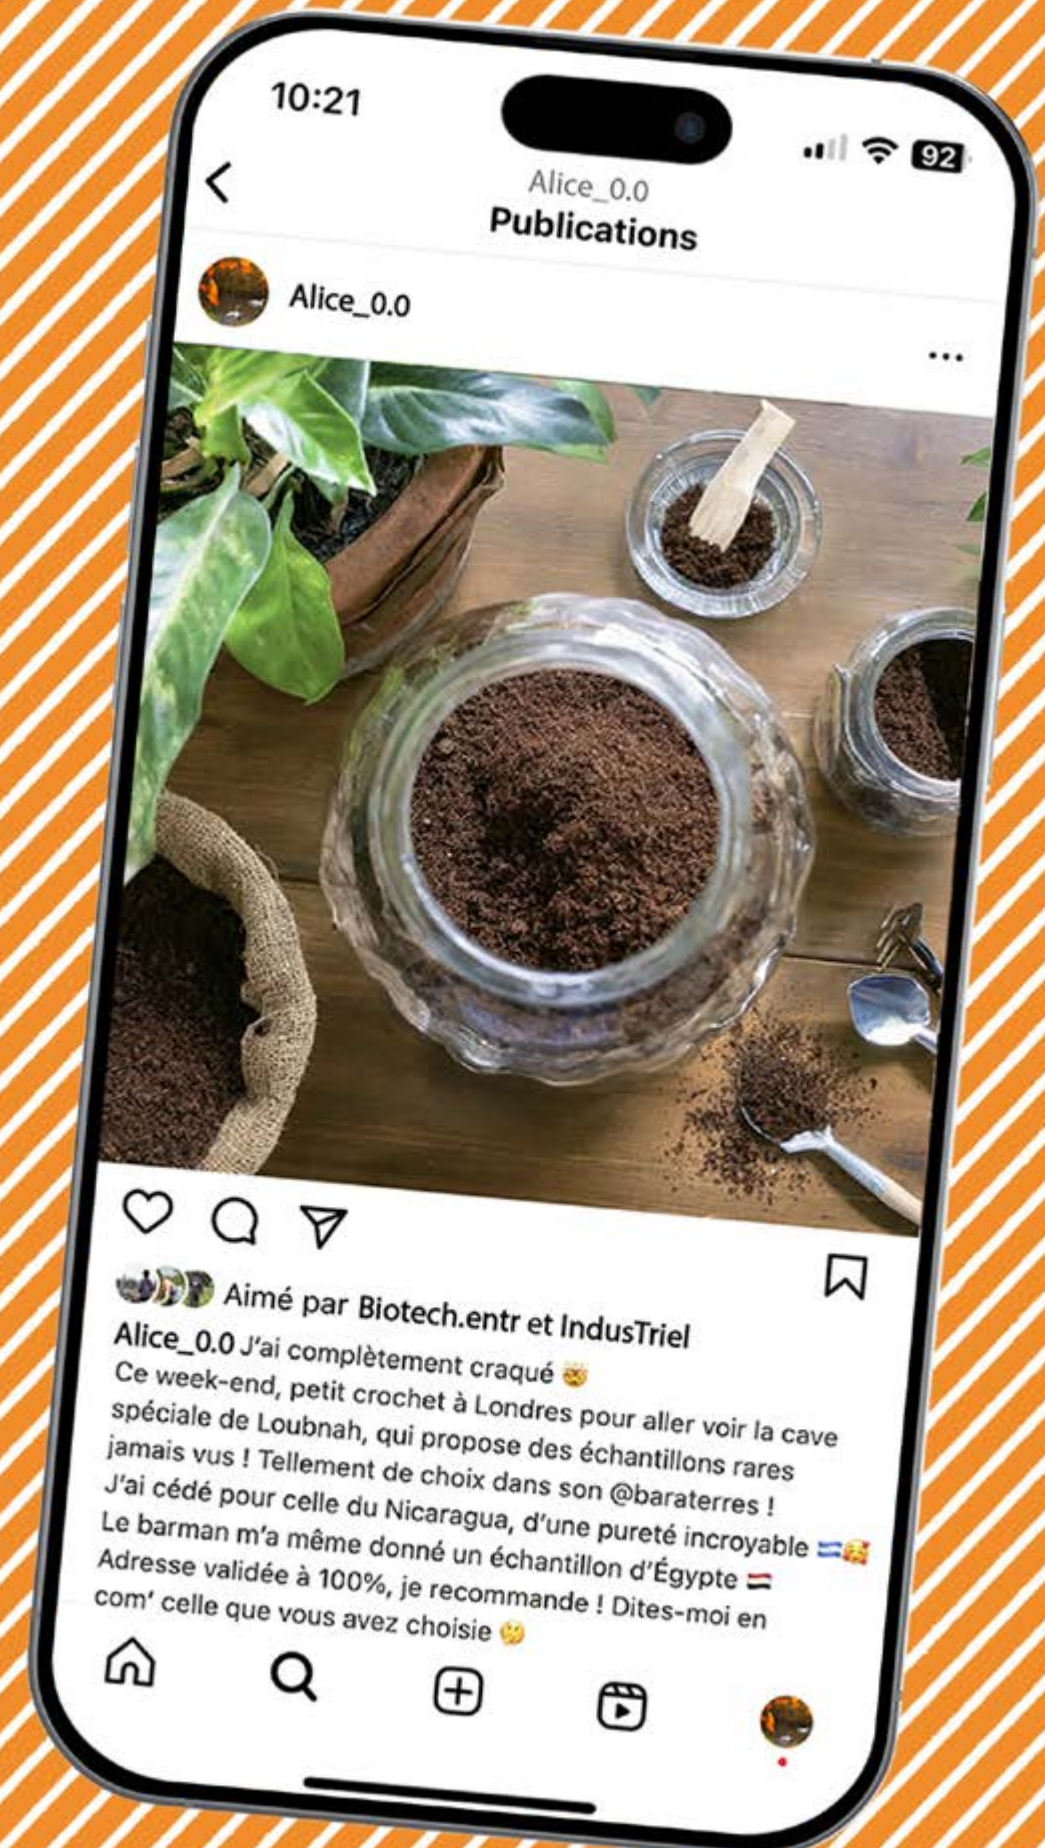 10:21
92
Alice_0.0
Publications
Alice_0.0
Aimé par Biotech.entr et IndusTriel
Alice_0.0 J'ai complètement craqué 🤯
Ce week-end, petit crochet à Londres pour aller voir la cave
spéciale de Loubnah, qui propose des échantillons rares
jamais vus ! Tellement de choix dans son @baraterres !
J'ai cédé pour celle du Nicaragua, d'une pureté incroyable 🇳🇮🥰
Le barman m'a même donné un échantillon d'Égypte 🇪🇬
Adresse validée à 100%, je recommande ! Dites-moi en
com' celle que vous avez choisie 🤔